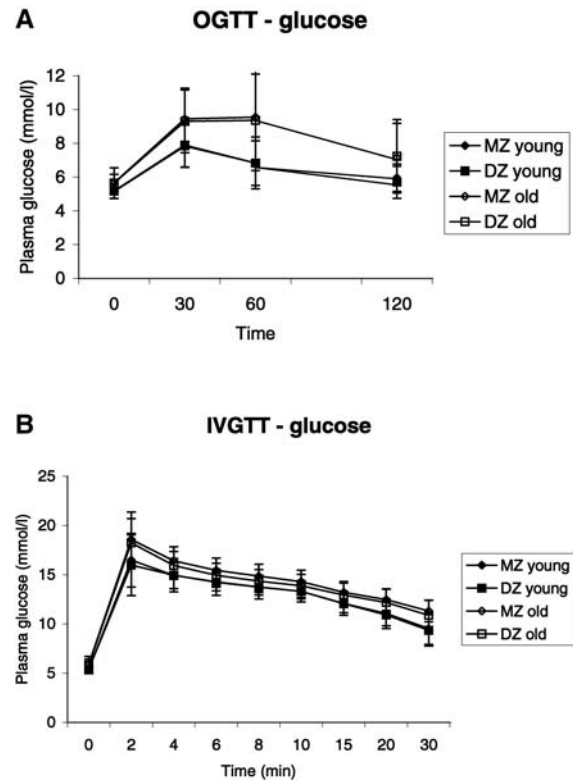 A
OGTT - glucose
Plasma glucose (mmol/l)
12
10
8
6
4
2
0
0 30 60 120
Time
MZ young
DZ young
MZ old
DZ old
B
IVGTT - glucose
Plasma glucose (mmol/l)
25
20
15
10
5
0
0 2 4 6 8 10 15 20 30
Time (min)
MZ young
DZ young
MZ old
DZ old